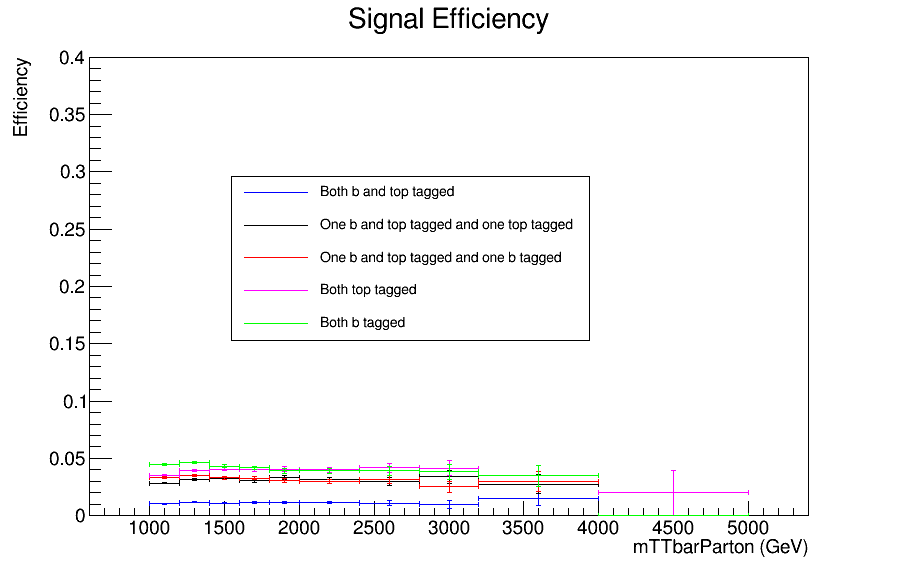 Signal Efficiency
Efficiency
0.4
0.35
0.3
0.25
0.2
0.15
0.1
0.05
0
Both b and top tagged
One b and top tagged and one top tagged
One b and top tagged and one b tagged
Both top tagged
Both b tagged
1000 1500 2000 2500 3000 3500 4000 4500 5000
mTTbarParton (GeV)